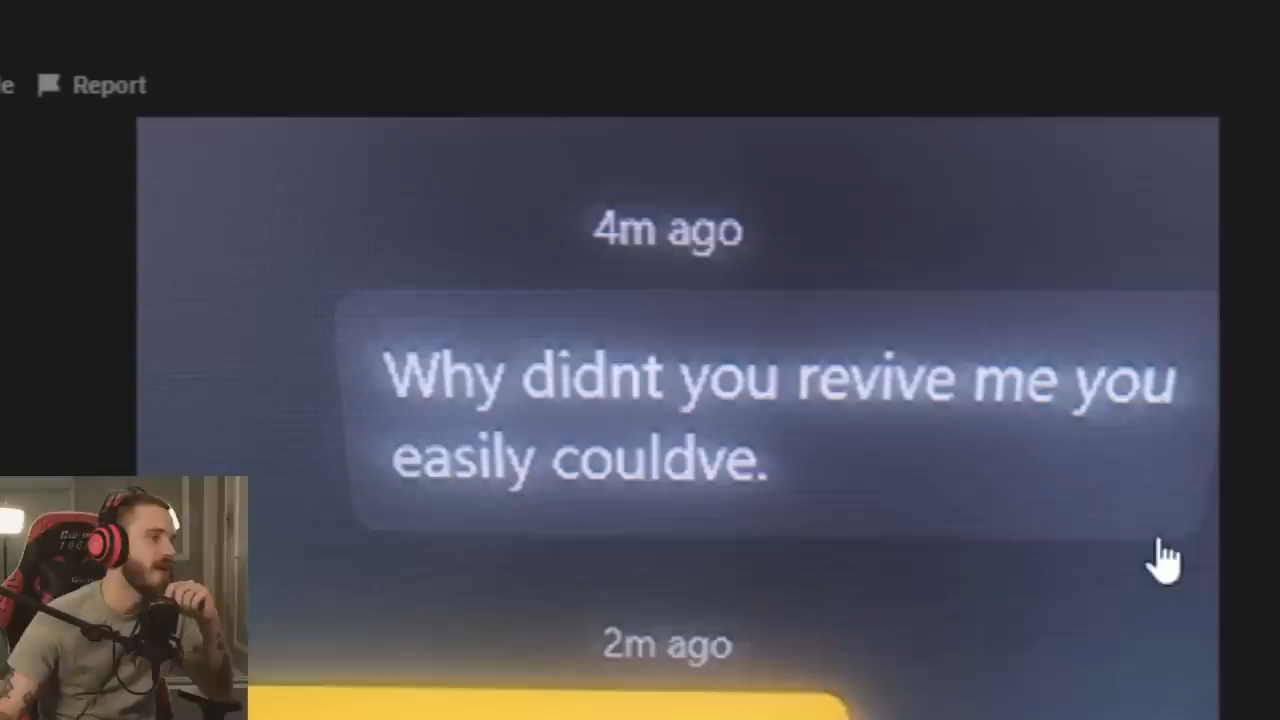 Report
4m ago
Why didnt you revive me you
easily couldve.
2m ago